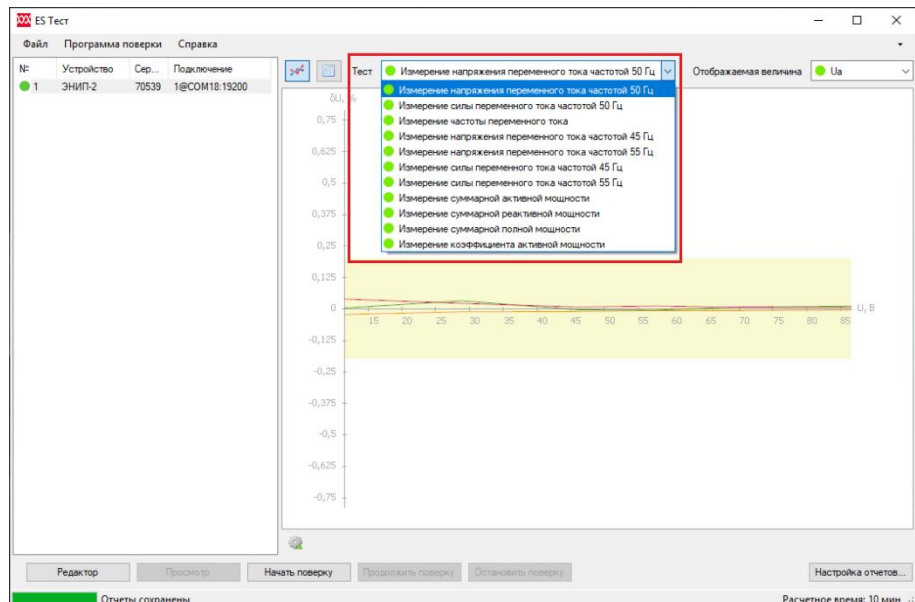 ES Тест
Файл Программа поверки Справка
№ Устройство Сер... Подключение
1 ЭНИП-2 70539 1@COM18:19200
Тест Измерение напряжения переменного тока частотой 50 Гц Отображаемая величина Ua
Измерение напряжения переменного тока частотой 50 Гц
Измерение силы переменного тока частотой 50 Гц
Измерение частоты переменного тока
Измерение напряжения переменного тока частотой 45 Гц
Измерение напряжения переменного тока частотой 55 Гц
Измерение силы переменного тока частотой 45 Гц
Измерение силы переменного тока частотой 55 Гц
Измерение суммарной активной мощности
Измерение суммарной реактивной мощности
Измерение суммарной полной мощности
Измерение коэффициента активной мощности
δU, %
0,75
0,625
0,5
0,375
0,25
0,125
0
15 20 25 30 35 40 45 50 55 60 65 70 75 80 85 U, В
-0,125
-0,25
-0,375
-0,5
-0,625
-0,75
Редактор Просмотр Начать поверку Продолжить поверку Остановить поверку Настройка отчетов...
Отчеты сохранены Расчетное время: 10 мин